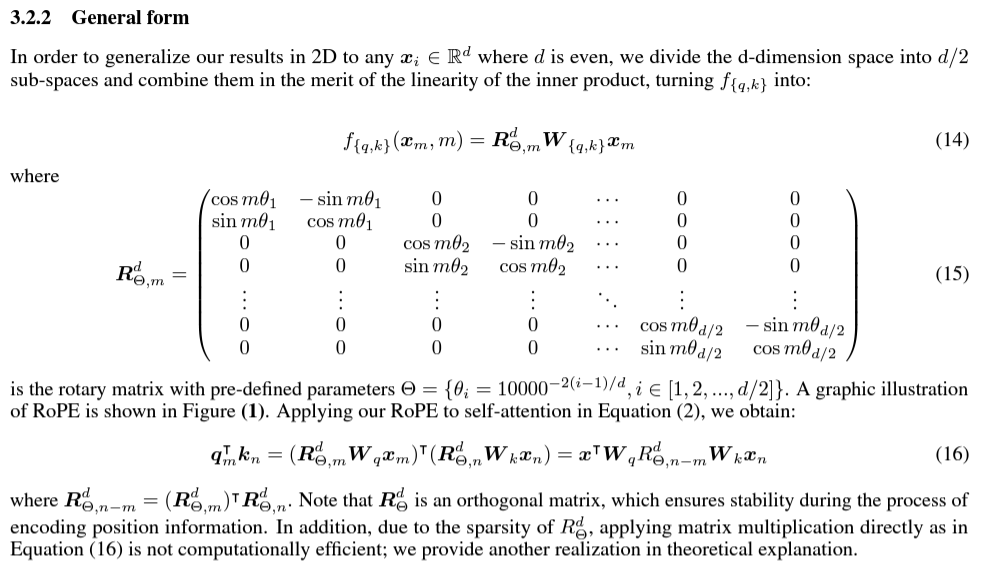 3.2.2 General form
In order to generalize our results in 2D to any $x_i \in \mathbb{R}^d$ where $d$ is even, we divide the d-dimension space into $d/2$
sub-spaces and combine them in the merit of the linearity of the inner product, turning $f_{\{q,k\}}$ into:
$$f_{\{q,k\}}(\boldsymbol{x}_m, m) = \boldsymbol{R}^d_{\Theta,m} \boldsymbol{W}_{\{q,k\}} \boldsymbol{x}_m \quad (14)$$
where
$$\boldsymbol{R}^d_{\Theta,m} = \begin{pmatrix} \cos m\theta_1 & -\sin m\theta_1 & 0 & 0 & \cdots & 0 & 0 \\ \sin m\theta_1 & \cos m\theta_1 & 0 & 0 & \cdots & 0 & 0 \\ 0 & 0 & \cos m\theta_2 & -\sin m\theta_2 & \cdots & 0 & 0 \\ 0 & 0 & \sin m\theta_2 & \cos m\theta_2 & \cdots & 0 & 0 \\ \vdots & \vdots & \vdots & \vdots & \ddots & \vdots & \vdots \\ 0 & 0 & 0 & 0 & \cdots & \cos m\theta_{d/2} & -\sin m\theta_{d/2} \\ 0 & 0 & 0 & 0 & \cdots & \sin m\theta_{d/2} & \cos m\theta_{d/2} \end{pmatrix} \quad (15)$$
is the rotary matrix with pre-defined parameters $\Theta = \{\theta_i = 10000^{-2(i-1)/d}, i \in [1, 2, ..., d/2]\}$. A graphic illustration
of RoPE is shown in Figure (1). Applying our RoPE to self-attention in Equation (2), we obtain:
$$\boldsymbol{q}_m^\intercal \boldsymbol{k}_n = (\boldsymbol{R}^d_{\Theta,m} \boldsymbol{W}_q \boldsymbol{x}_m)^\intercal (\boldsymbol{R}^d_{\Theta,n} \boldsymbol{W}_k \boldsymbol{x}_n) = \boldsymbol{x}^\intercal \boldsymbol{W}_q R^d_{\Theta,n-m} \boldsymbol{W}_k \boldsymbol{x}_n \quad (16)$$
where $\boldsymbol{R}^d_{\Theta,n-m} = (\boldsymbol{R}^d_{\Theta,m})^\intercal \boldsymbol{R}^d_{\Theta,n}$. Note that $\boldsymbol{R}^d_\Theta$ is an orthogonal matrix, which ensures stability during the process of
encoding position information. In addition, due to the sparsity of $R^d_\Theta$, applying matrix multiplication directly as in
Equation (16) is not computationally efficient; we provide another realization in theoretical explanation.